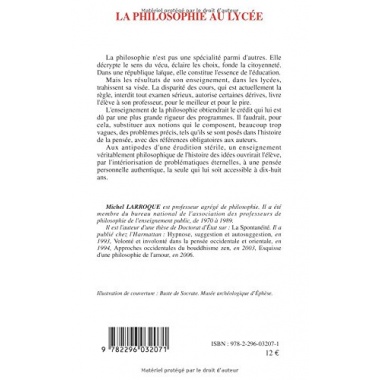 Matériel protégé par le droit d'auteur
LA PHILOSOPHIE AU LYCÉE
La philosophie n'est pas une spécialité parmi d'autres. Elle
décrypte le sens du vécu, éclaire les choix, fonde la citoyenneté.
Dans une république laïque, elle constitue l'essence de l'éducation.
Mais les résultats de son enseignement, dans les lycées,
trahissent sa visée. La disparité des cours, qui est actuellement la
règle, interdit tout examen sérieux, autorise certaines dérives, livre
l'élève à son professeur, pour le meilleur et pour le pire.
L'enseignement de la philosophie obtiendrait le crédit qui lui est
dû par une plus grande rigueur des programmes. Il faudrait, pour
cela, substituer aux notions qui le composent, beaucoup trop
vagues, des problèmes précis, tels qu'ils se sont posés dans l'histoire
de la pensée, avec des références obligatoires aux auteurs.
Aux antipodes d'une érudition stérile, un enseignement
véritablement philosophique de l'histoire des idées ouvrirait l'élève,
par l'intériorisation de problématiques éternelles, à une pensée
personnelle authentique, la seule qui lui soit accessible à dix-huit
ans.
Michel LARROQUE est professeur agrégé de philosophie. Il a été
membre du bureau national de l'association des professeurs de
philosophie de l'enseignement public, de 1970 à 1989.
Il est l'auteur d'une thèse de Doctorat d'État sur : La Spontanéité. Il a
publié chez l'Harmattan : Hypnose, suggestion et autosuggestion, en
1993, Volonté et involonté dans la pensée occidentale et orientale, en
1994, Approches occidentales du bouddhisme zen, en 2003, Esquisse
d'une philosophie de l'amour, en 2006.
Illustration de couverture : Buste de Socrate. Musée archéologique d'Éphèse.
ISBN : 978-2-296-03207-1
12 €
9 782296 032071
Matériel protégé par le droit d'auteur